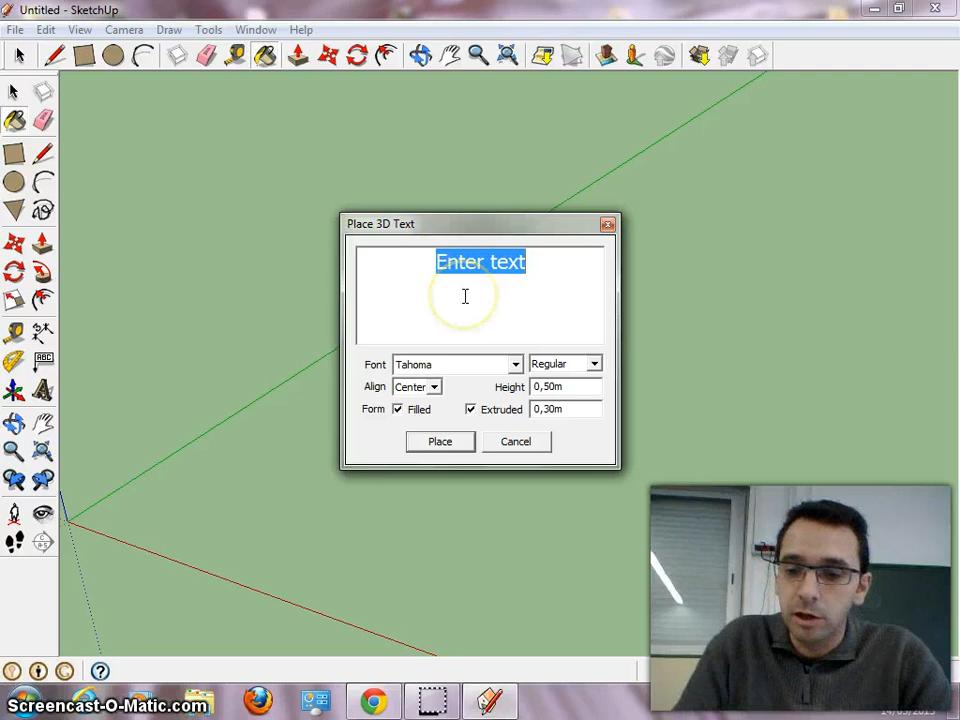 Untitled - SketchUp
File Edit View Camera Draw Tools Window Help
Place 3D Text
Enter text
Font Tahoma Regular
Align Center Height 0,50m
Form Filled Extruded 0,30m
Place Cancel
ABC
Screencast-O-Matic.com